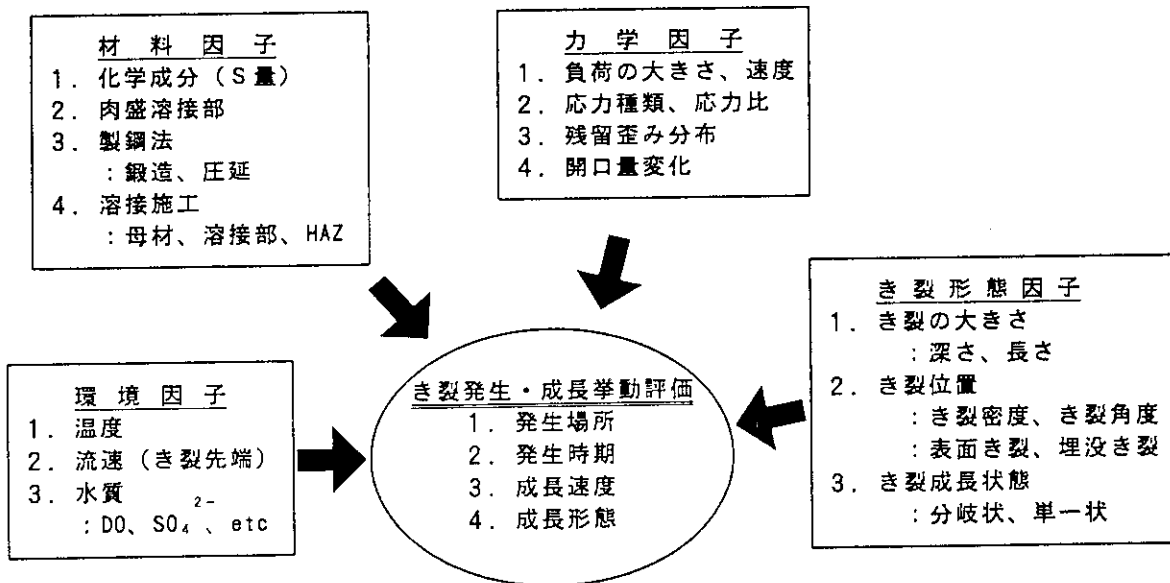 材料因子
1. 化学成分（S量）
2. 肉盛溶接部
3. 製鋼法
：鍛造、圧延
4. 溶接施工
：母材、溶接部、HAZ
力学因子
1. 負荷の大きさ、速度
2. 応力種類、応力比
3. 残留歪み分布
4. 開口量変化
き裂形態因子
1. き裂の大きさ
：深さ、長さ
2. き裂位置
：き裂密度、き裂角度
：表面き裂、埋没き裂
3. き裂成長状態
：分岐状、単一状
環境因子
1. 温度
2. 流速（き裂先端）
3. 水質
：DO、SO₄²⁻、etc
き裂発生・成長挙動評価
1. 発生場所
2. 発生時期
3. 成長速度
4. 成長形態